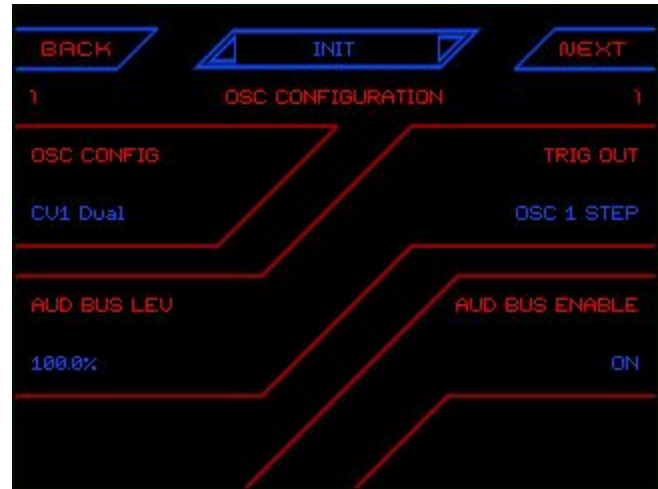 BACK INIT NEXT
1 OSC CONFIGURATION 1
OSC CONFIG TRIG OUT
CV1 Dual OSC 1 STEP
AUD BUS LEV AUD BUS ENABLE
100.0% ON